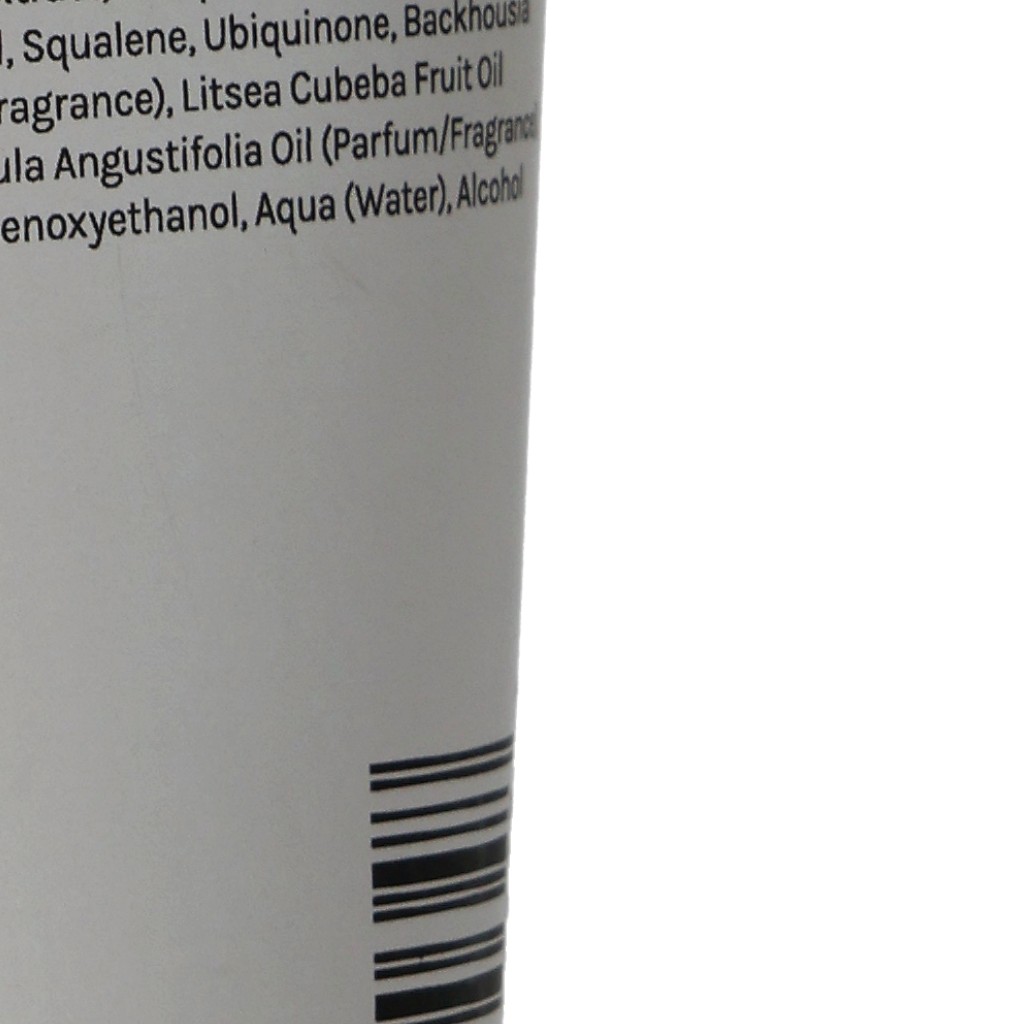 , Squalene, Ubiquinone, Backhousia
ragrance), Litsea Cubeba Fruit Oil
ula Angustifolia Oil (Parfum/Fragrance
enoxyethanol, Aqua (Water), Alcohol